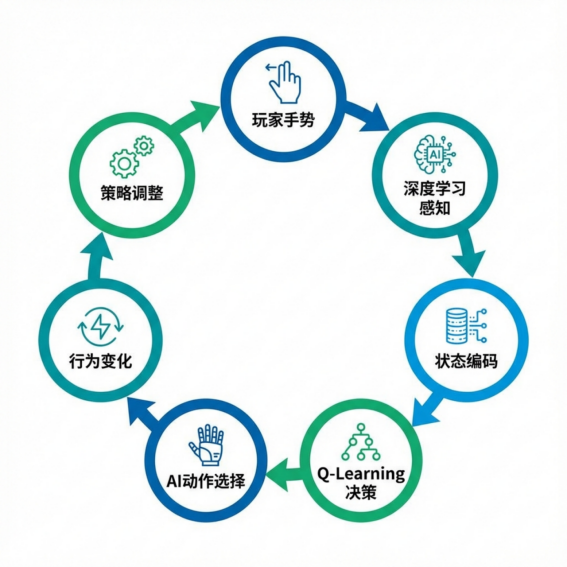 玩家手势
深度学习
感知
AI
状态编码
Q-Learning
决策
AI动作选择
行为变化
策略调整